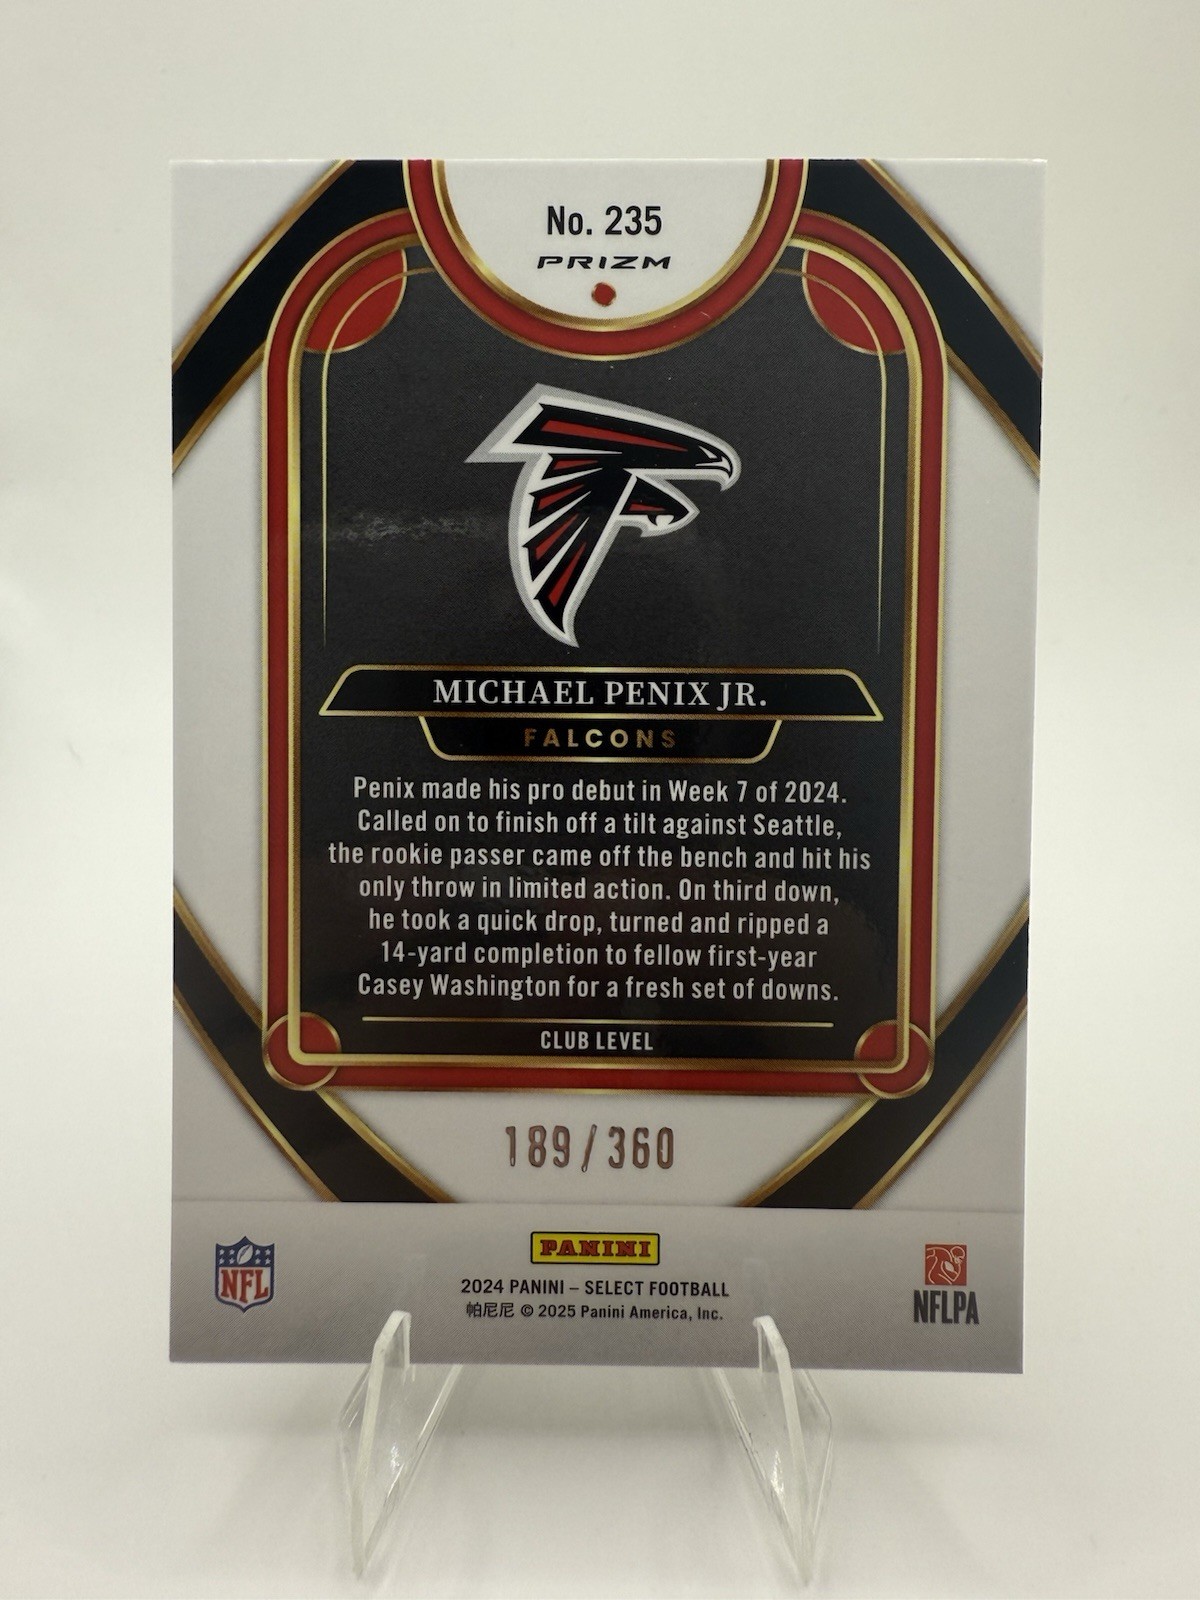 No. 235
PRIZM
MICHAEL PENIX JR.
FALCONS
Penix made his pro debut in Week 7 of 2024.
Called on to finish off a tilt against Seattle,
the rookie passer came off the bench and hit his
only throw in limited action. On third down,
he took a quick drop, turned and ripped a
14-yard completion to fellow first-year
Casey Washington for a fresh set of downs.
CLUB LEVEL
189/360
NFL
PANINI
2024 PANINI – SELECT FOOTBALL
帕尼尼 © 2025 Panini America, Inc.
NFLPA